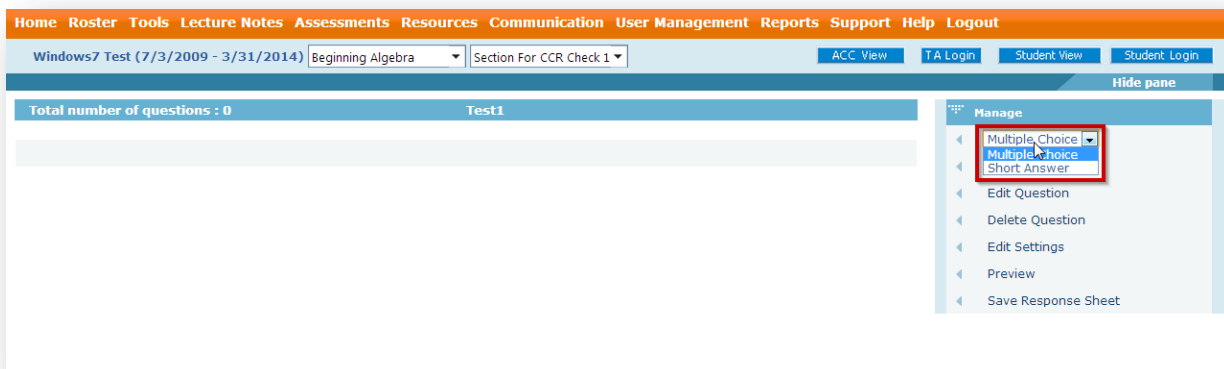 Home Roster Tools Lecture Notes Assessments Resources Communication User Management Reports Support Help Logout
Windows7 Test (7/3/2009 - 3/31/2014) Beginning Algebra Section For CCR Check 1 ACC View TA Login Student View Student Login
Hide pane
Total number of questions : 0 Test1
Manage
Multiple Choice
Multiple Choice
Short Answer
Edit Question
Delete Question
Edit Settings
Preview
Save Response Sheet